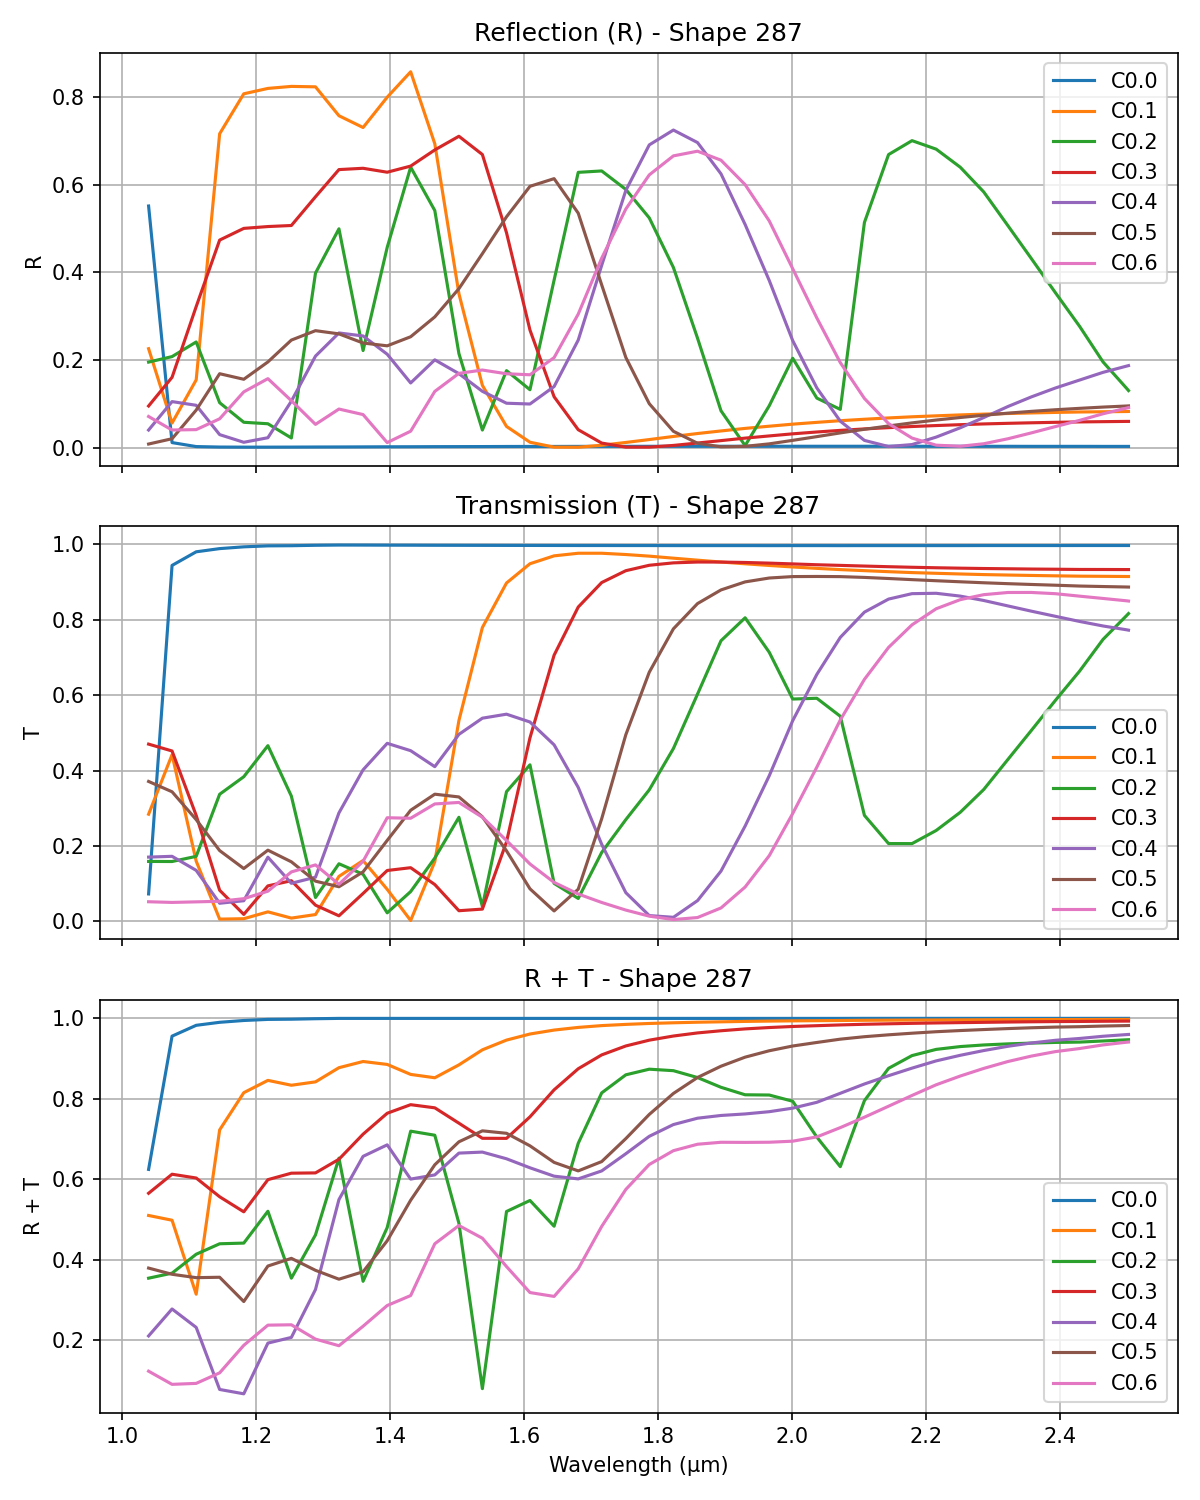 Reflection (R) - Shape 287
0.8
0.6
0.4
0.2
0.0
R
C0.0
C0.1
C0.2
C0.3
C0.4
C0.5
C0.6
Transmission (T) - Shape 287
1.0
0.8
0.6
0.4
0.2
0.0
T
C0.0
C0.1
C0.2
C0.3
C0.4
C0.5
C0.6
R + T - Shape 287
1.0
0.8
0.6
0.4
0.2
R + T
C0.0
C0.1
C0.2
C0.3
C0.4
C0.5
C0.6
1.0 1.2 1.4 1.6 1.8 2.0 2.2 2.4
Wavelength (μm)